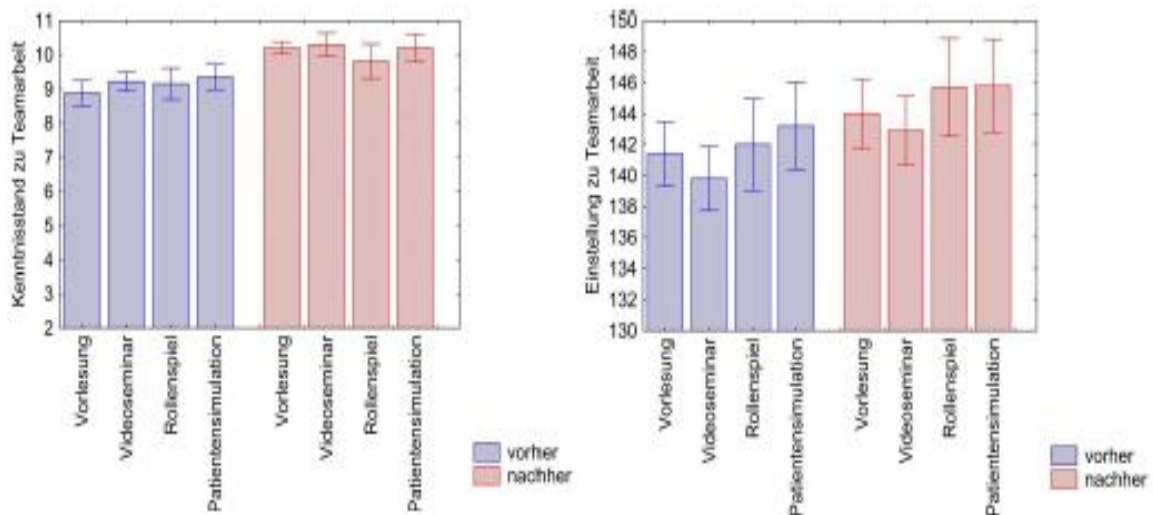 Kenntnisstand zu Teamarbeit
11
10
9
8
7
6
5
4
3
2
Vorlesung
Videoseminar
Rollenspiel
Patientensimulation
Vorlesung
Videoseminar
Rollenspiel
Patientensimulation
vorher
nachher
Einstellung zu Teamarbeit
150
148
146
144
142
140
138
136
134
132
130
Vorlesung
Videoseminar
Rollenspiel
Patientensimulation
Vorlesung
Videoseminar
Rollenspiel
Patientensimulation
vorher
nachher